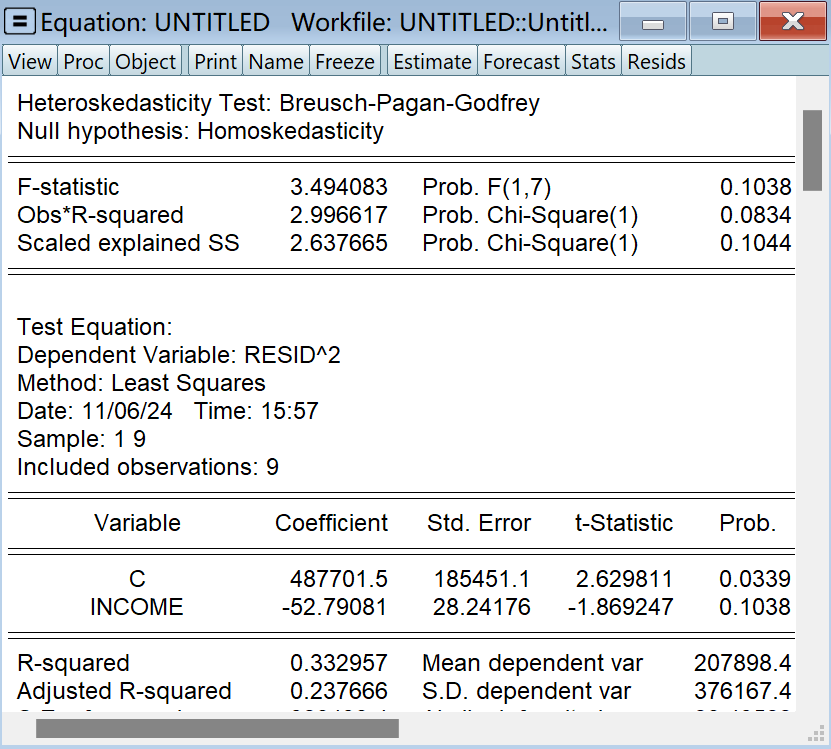 Equation: UNTITLED Workfile: UNTITLED::Untitl...
View Proc Object Print Name Freeze Estimate Forecast Stats Resids
Heteroskedasticity Test: Breusch-Pagan-Godfrey
Null hypothesis: Homoskedasticity
F-statistic 3.494083 Prob. F(1,7) 0.1038
Obs*R-squared 2.996617 Prob. Chi-Square(1) 0.0834
Scaled explained SS 2.637665 Prob. Chi-Square(1) 0.1044
Test Equation:
Dependent Variable: RESID^2
Method: Least Squares
Date: 11/06/24 Time: 15:57
Sample: 1 9
Included observations: 9
Variable Coefficient Std. Error t-Statistic Prob.
C 487701.5 185451.1 2.629811 0.0339
INCOME -52.79081 28.24176 -1.869247 0.1038
R-squared 0.332957 Mean dependent var 207898.4
Adjusted R-squared 0.237666 S.D. dependent var 376167.4